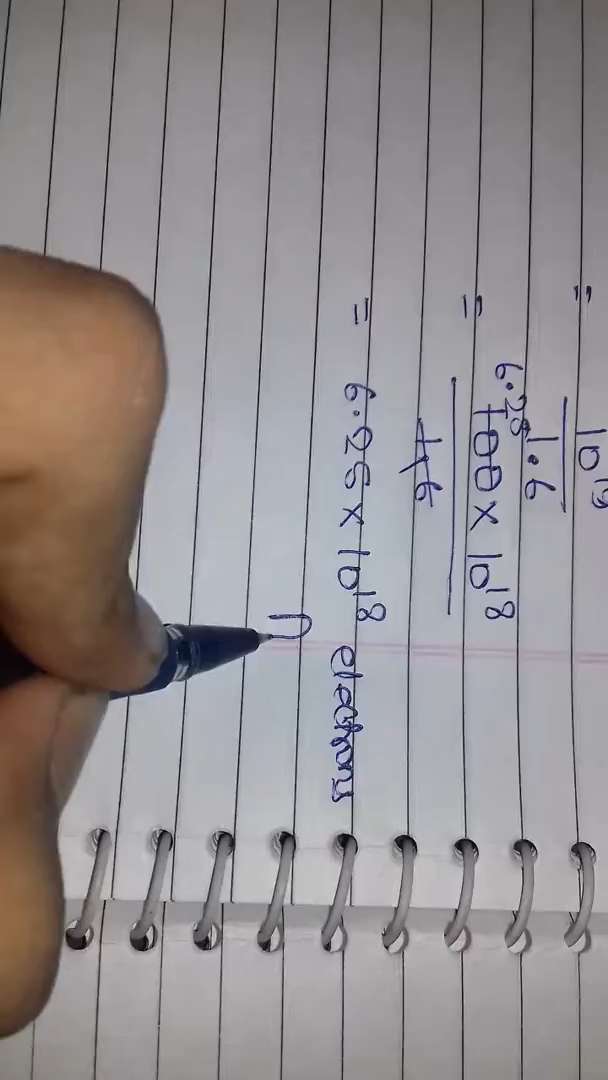 = 10¹⁹
1.6
6.25
= 100 × 10¹⁸
16
= 6.25 × 10¹⁸ electrons